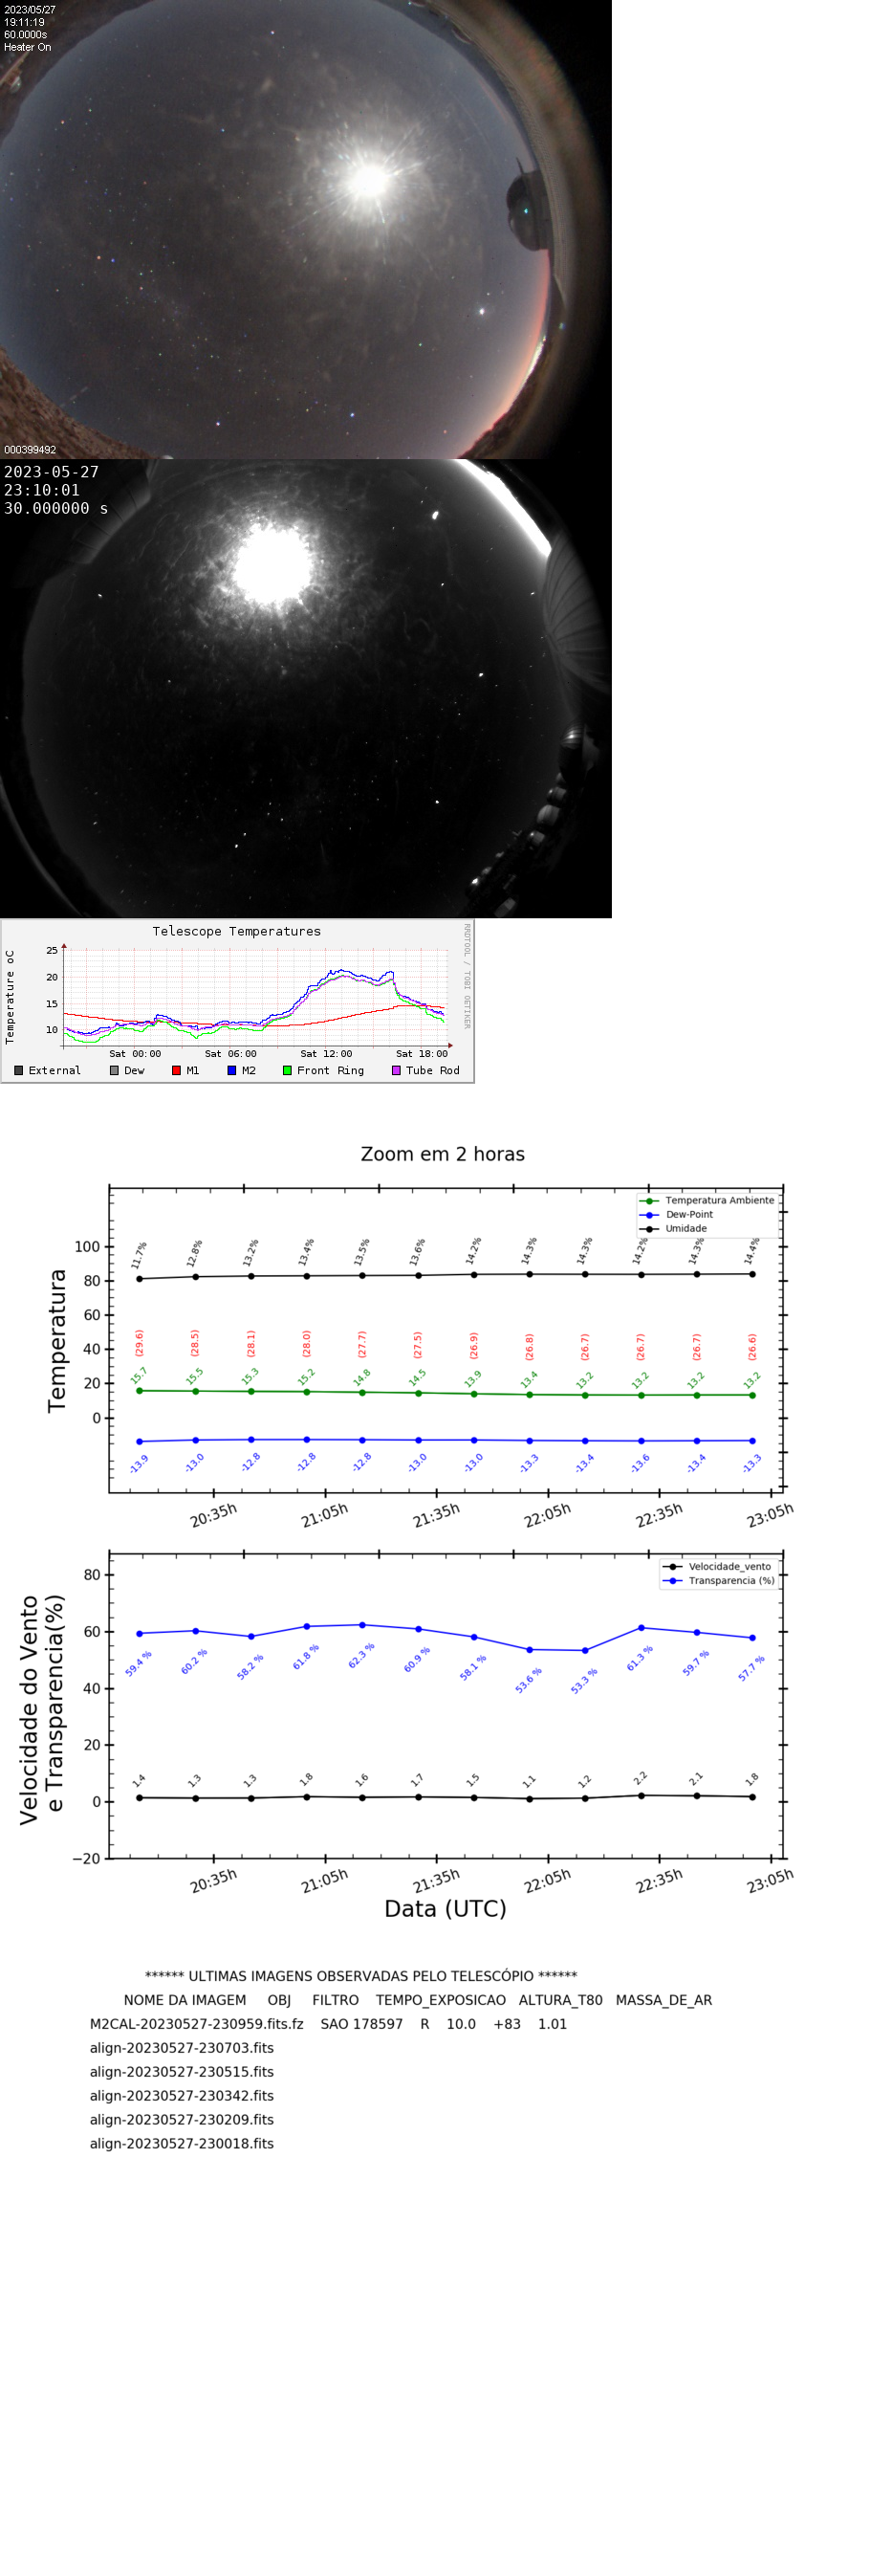 2023/05/27
19:11:19
60.0000s
Heater On
000399492
2023-05-27
23:10:01
30.000000 s
Telescope Temperatures
RRDTOOL / TOBI OETIKER
Temperature oC
25
20
15
10
Sat 00:00 Sat 06:00 Sat 12:00 Sat 18:00
External Dew M1 M2 Front Ring Tube Rod
Zoom em 2 horas
Temperatura Ambiente
Dew-Point
Umidade
Temperatura
100
80
60
40
20
0
11.7% 12.8% 13.2% 13.4% 13.5% 13.6% 14.2% 14.3% 14.3% 14.2% 14.3% 14.4%
(29.6) (28.5) (28.1) (28.0) (27.7) (27.5) (26.9) (26.8) (26.7) (26.7) (26.7) (26.6)
15.7 15.5 15.3 15.2 14.8 14.5 13.9 13.4 13.2 13.2 13.2 13.2
-13.9 -13.0 -12.8 -12.8 -12.8 -13.0 -13.0 -13.3 -13.4 -13.6 -13.4 -13.3
20:35h 21:05h 21:35h 22:05h 22:35h 23:05h
Velocidade_vento
Transparencia (%)
Velocidade do Vento
e Transparencia(%)
80
60
40
20
0
−20
59.4 % 60.2 % 58.2 % 61.8 % 62.3 % 60.9 % 58.1 % 53.6 % 53.3 % 61.3 % 59.7 % 57.7 %
1.4 1.3 1.3 1.8 1.6 1.7 1.5 1.1 1.2 2.2 2.1 1.8
20:35h 21:05h 21:35h 22:05h 22:35h 23:05h
Data (UTC)
****** ULTIMAS IMAGENS OBSERVADAS PELO TELESCÓPIO ******
NOME DA IMAGEM OBJ FILTRO TEMPO_EXPOSICAO ALTURA_T80 MASSA_DE_AR
M2CAL-20230527-230959.fits.fz SAO 178597 R 10.0 +83 1.01
align-20230527-230703.fits
align-20230527-230515.fits
align-20230527-230342.fits
align-20230527-230209.fits
align-20230527-230018.fits